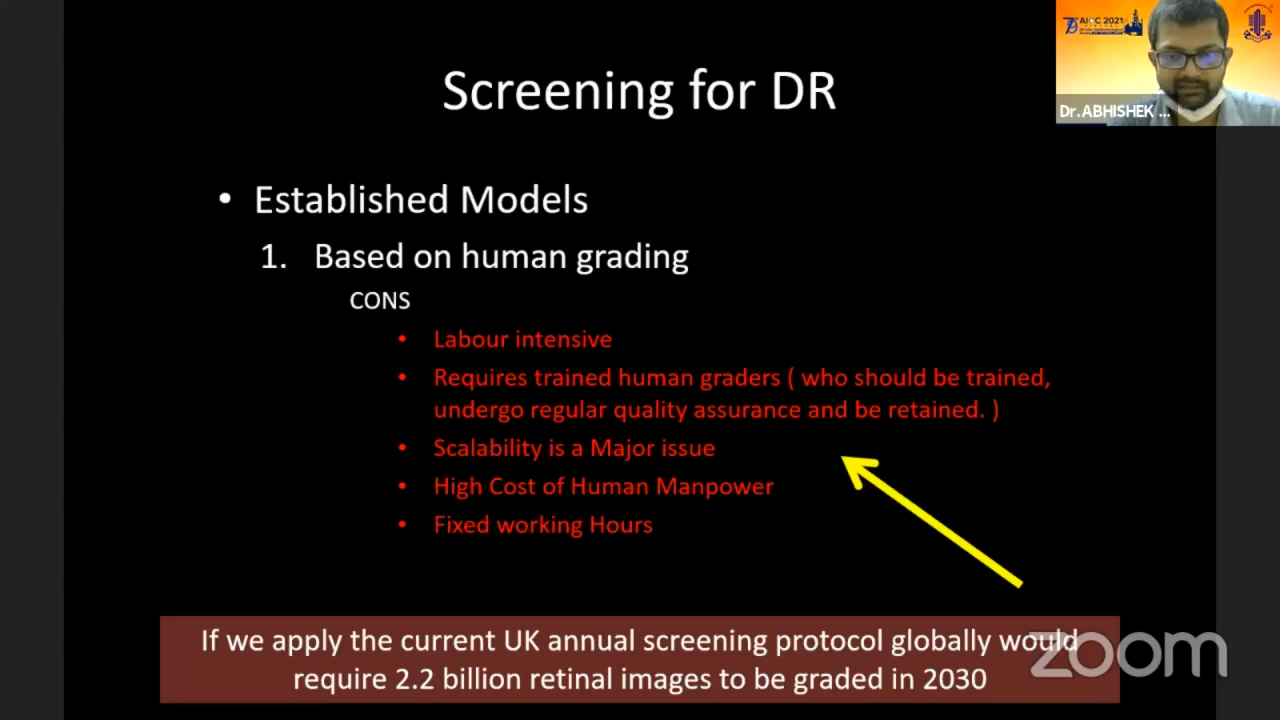 AIOC 2021
Dr.ABHISHEK ...
Screening for DR
• Established Models
1. Based on human grading
CONS
• Labour intensive
• Requires trained human graders ( who should be trained,
undergo regular quality assurance and be retained. )
• Scalability is a Major issue
• High Cost of Human Manpower
• Fixed working Hours
If we apply the current UK annual screening protocol globally would
require 2.2 billion retinal images to be graded in 2030
zoom